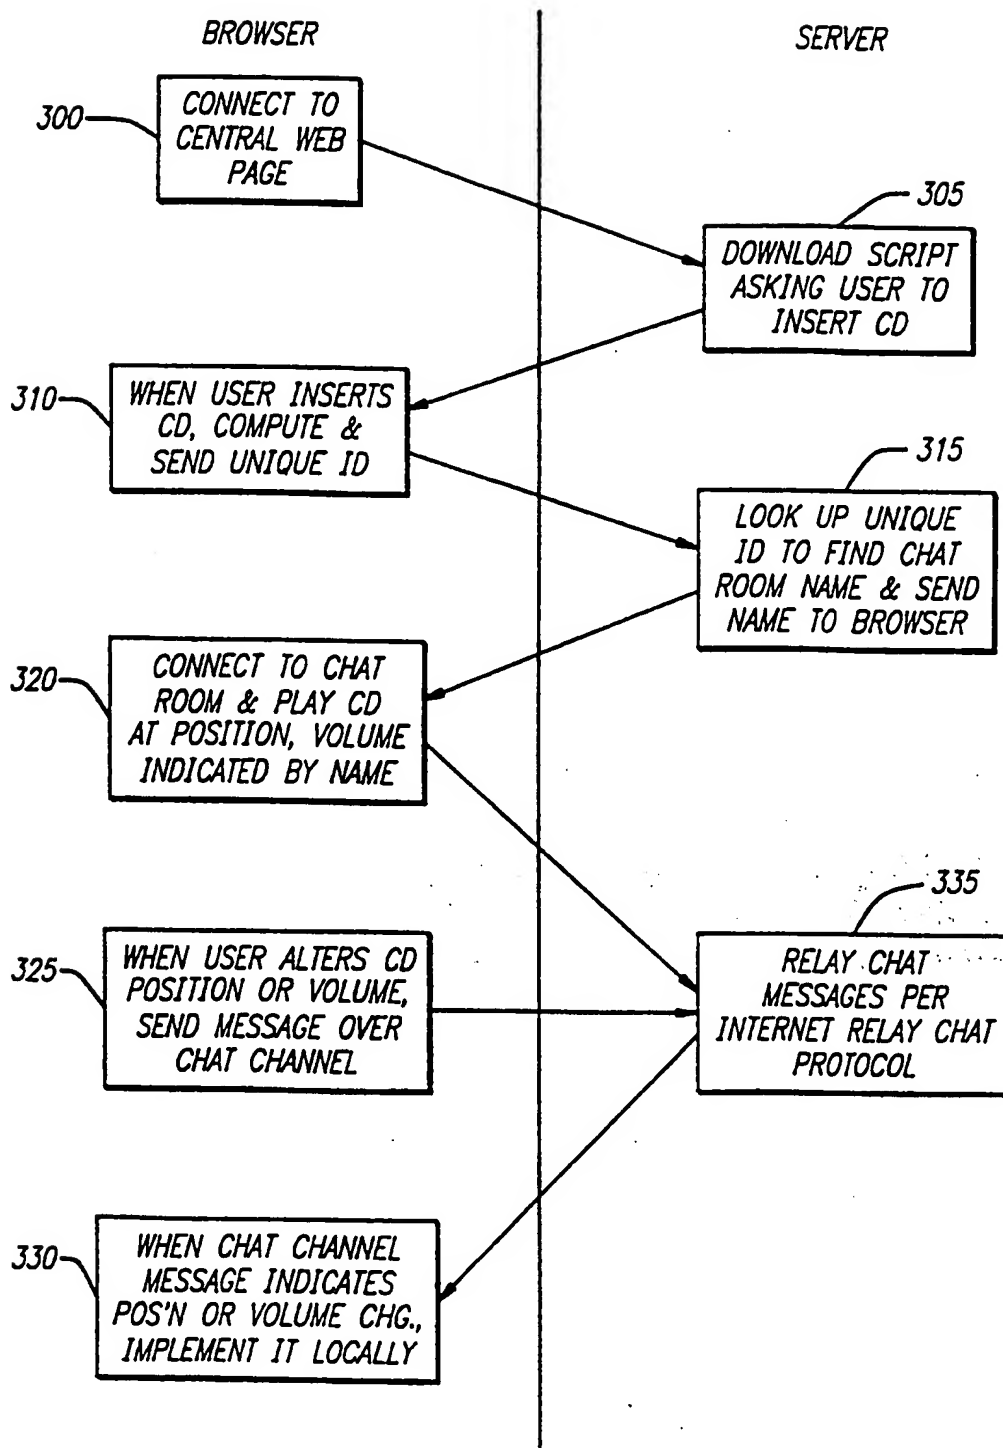 BROWSER
SERVER
300
CONNECT TO
CENTRAL WEB
PAGE
305
DOWNLOAD SCRIPT
ASKING USER TO
INSERT CD
310
WHEN USER INSERTS
CD, COMPUTE &
SEND UNIQUE ID
315
LOOK UP UNIQUE
ID TO FIND CHAT
ROOM NAME & SEND
NAME TO BROWSER
320
CONNECT TO CHAT
ROOM & PLAY CD
AT POSITION, VOLUME
INDICATED BY NAME
325
WHEN USER ALTERS CD
POSITION OR VOLUME,
SEND MESSAGE OVER
CHAT CHANNEL
335
RELAY CHAT
MESSAGES PER
INTERNET RELAY CHAT
PROTOCOL
330
WHEN CHAT CHANNEL
MESSAGE INDICATES
POS'N OR VOLUME CHG.,
IMPLEMENT IT LOCALLY